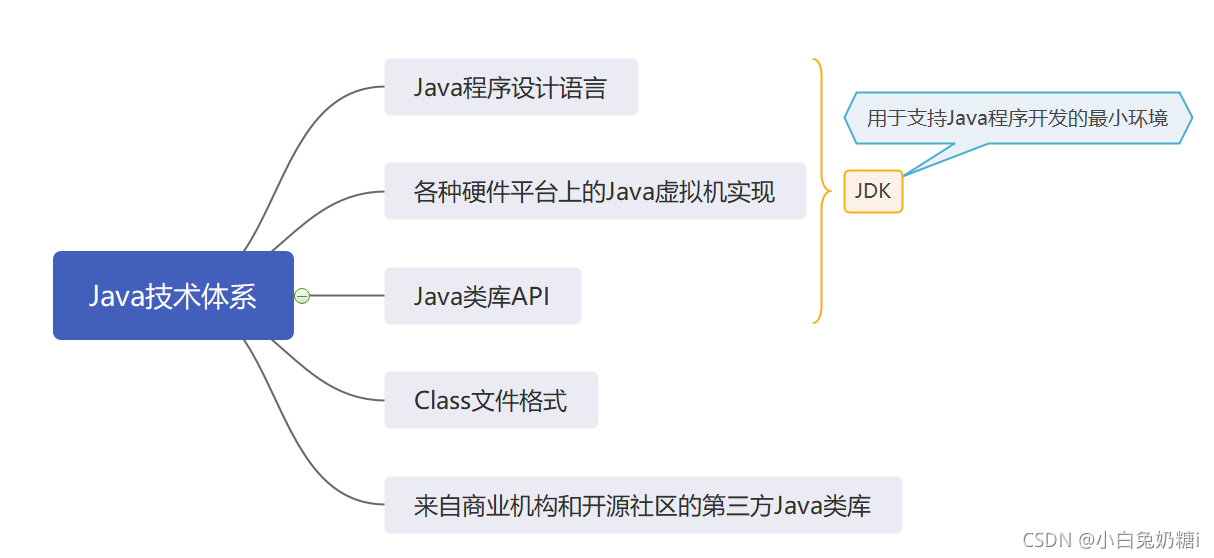 Java程序设计语言
用于支持Java程序开发的最小环境
各种硬件平台上的Java虚拟机实现
JDK
Java技术体系
Java类库API
Class文件格式
来自商业机构和开源社区的第三方Java类库
CSDN @小白兔奶糖i